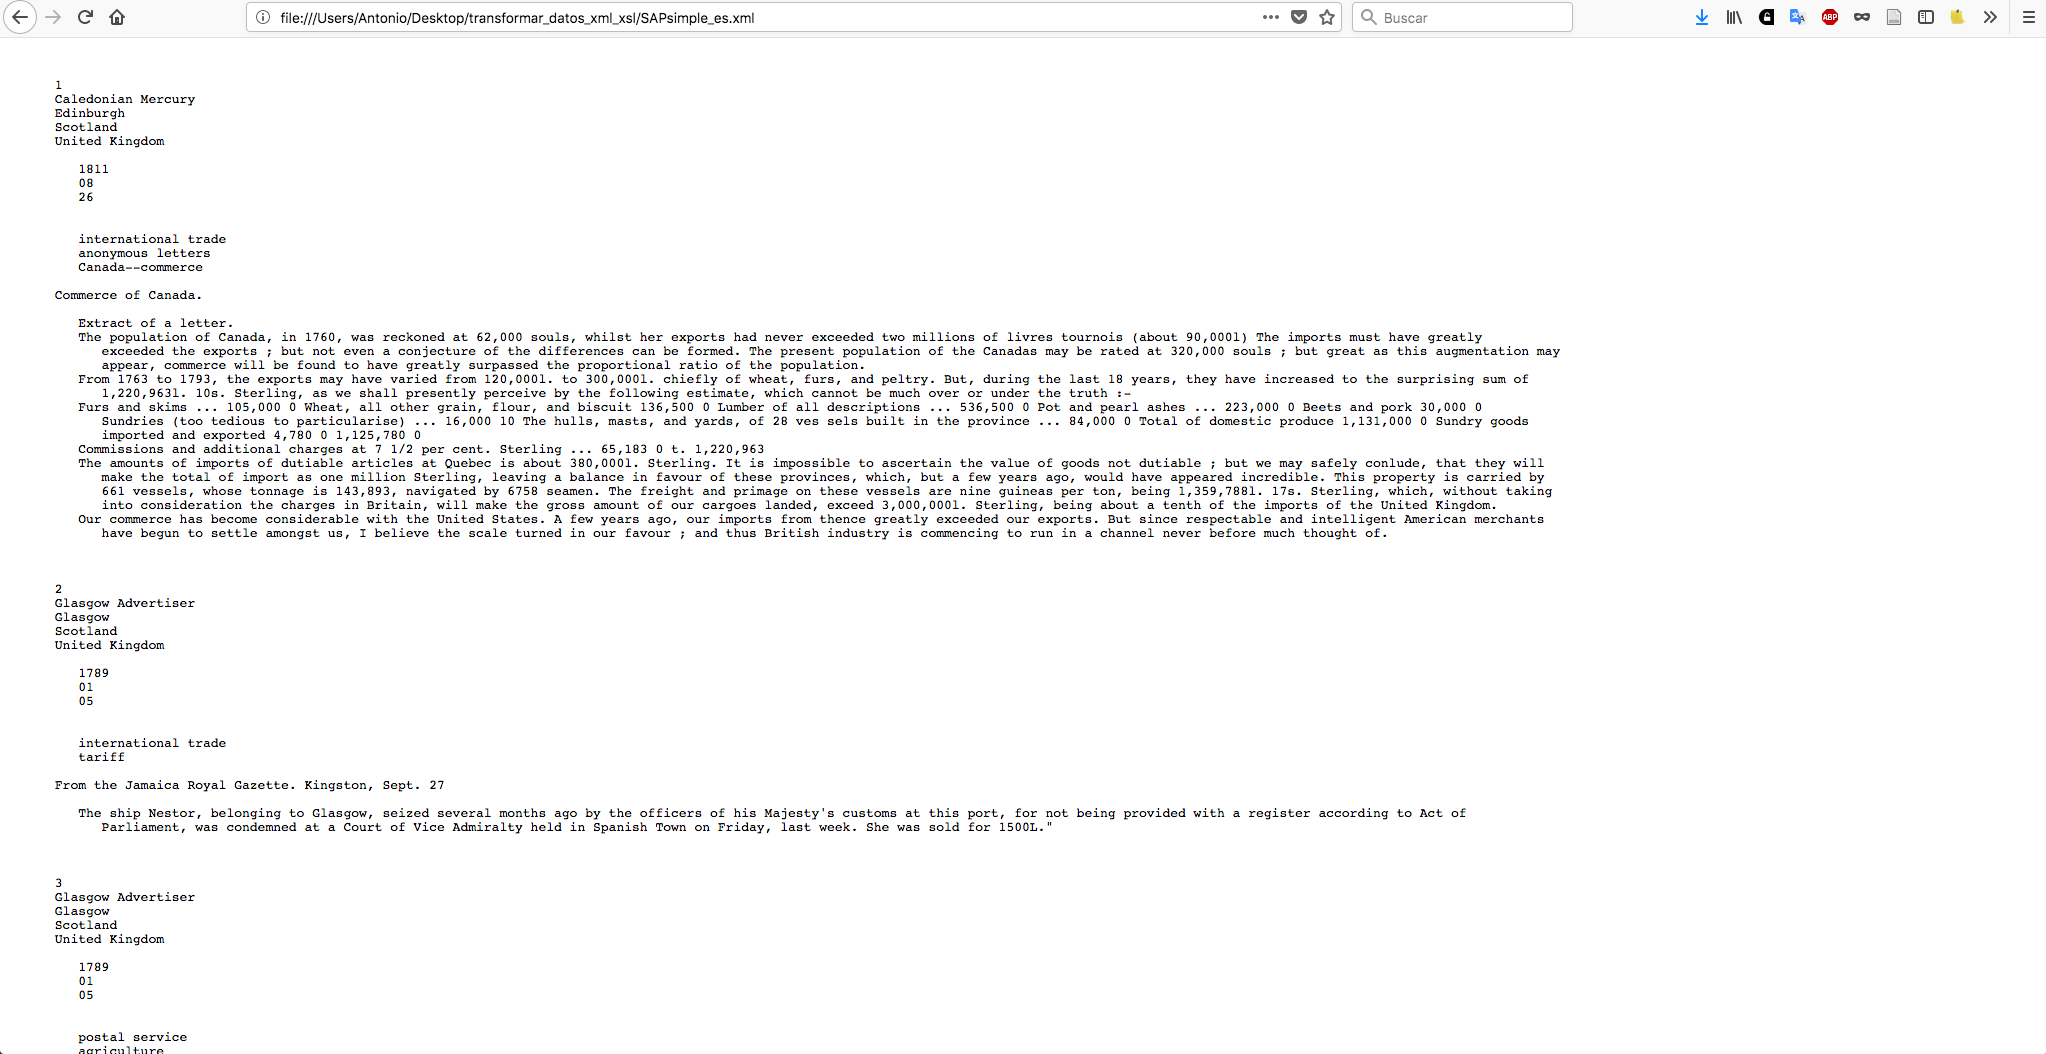 file:///Users/Antonio/Desktop/transformar_datos_xml_xsl/SAPsimple_es.xml
Buscar
ABP
1
Caledonian Mercury
Edinburgh
Scotland
United Kingdom
1811
08
26
international trade
anonymous letters
Canada--commerce
Commerce of Canada.
Extract of a letter.
The population of Canada, in 1760, was reckoned at 62,000 souls, whilst her exports had never exceeded two millions of livres tournois (about 90,000l) The imports must have greatly
exceeded the exports ; but not even a conjecture of the differences can be formed. The present population of the Canadas may be rated at 320,000 souls ; but great as this augmentation may
appear, commerce will be found to have greatly surpassed the proportional ratio of the population.
From 1763 to 1793, the exports may have varied from 120,000l. to 300,000l. chiefly of wheat, furs, and peltry. But, during the last 18 years, they have increased to the surprising sum of
1,220,963l. 10s. Sterling, as we shall presently perceive by the following estimate, which cannot be much over or under the truth :-
Furs and skims ... 105,000 0 Wheat, all other grain, flour, and biscuit 136,500 0 Lumber of all descriptions ... 536,500 0 Pot and pearl ashes ... 223,000 0 Beets and pork 30,000 0
Sundries (too tedious to particularise) ... 16,000 10 The hulls, masts, and yards, of 28 ves sels built in the province ... 84,000 0 Total of domestic produce 1,131,000 0 Sundry goods
imported and exported 4,780 0 1,125,780 0
Commissions and additional charges at 7 1/2 per cent. Sterling ... 65,183 0 t. 1,220,963
The amounts of imports of dutiable articles at Quebec is about 380,000l. Sterling. It is impossible to ascertain the value of goods not dutiable ; but we may safely conlude, that they will
make the total of import as one million Sterling, leaving a balance in favour of these provinces, which, but a few years ago, would have appeared incredible. This property is carried by
661 vessels, whose tonnage is 143,893, navigated by 6758 seamen. The freight and primage on these vessels are nine guineas per ton, being 1,359,788l. 17s. Sterling, which, without taking
into consideration the charges in Britain, will make the gross amount of our cargoes landed, exceed 3,000,000l. Sterling, being about a tenth of the imports of the United Kingdom.
Our commerce has become considerable with the United States. A few years ago, our imports from thence greatly exceeded our exports. But since respectable and intelligent American merchants
have begun to settle amongst us, I believe the scale turned in our favour ; and thus British industry is commencing to run in a channel never before much thought of.
2
Glasgow Advertiser
Glasgow
Scotland
United Kingdom
1789
01
05
international trade
tariff
From the Jamaica Royal Gazette. Kingston, Sept. 27
The ship Nestor, belonging to Glasgow, seized several months ago by the officers of his Majesty's customs at this port, for not being provided with a register according to Act of
Parliament, was condemned at a Court of Vice Admiralty held in Spanish Town on Friday, last week. She was sold for 1500L."
3
Glasgow Advertiser
Glasgow
Scotland
United Kingdom
1789
01
05
postal service
agriculture